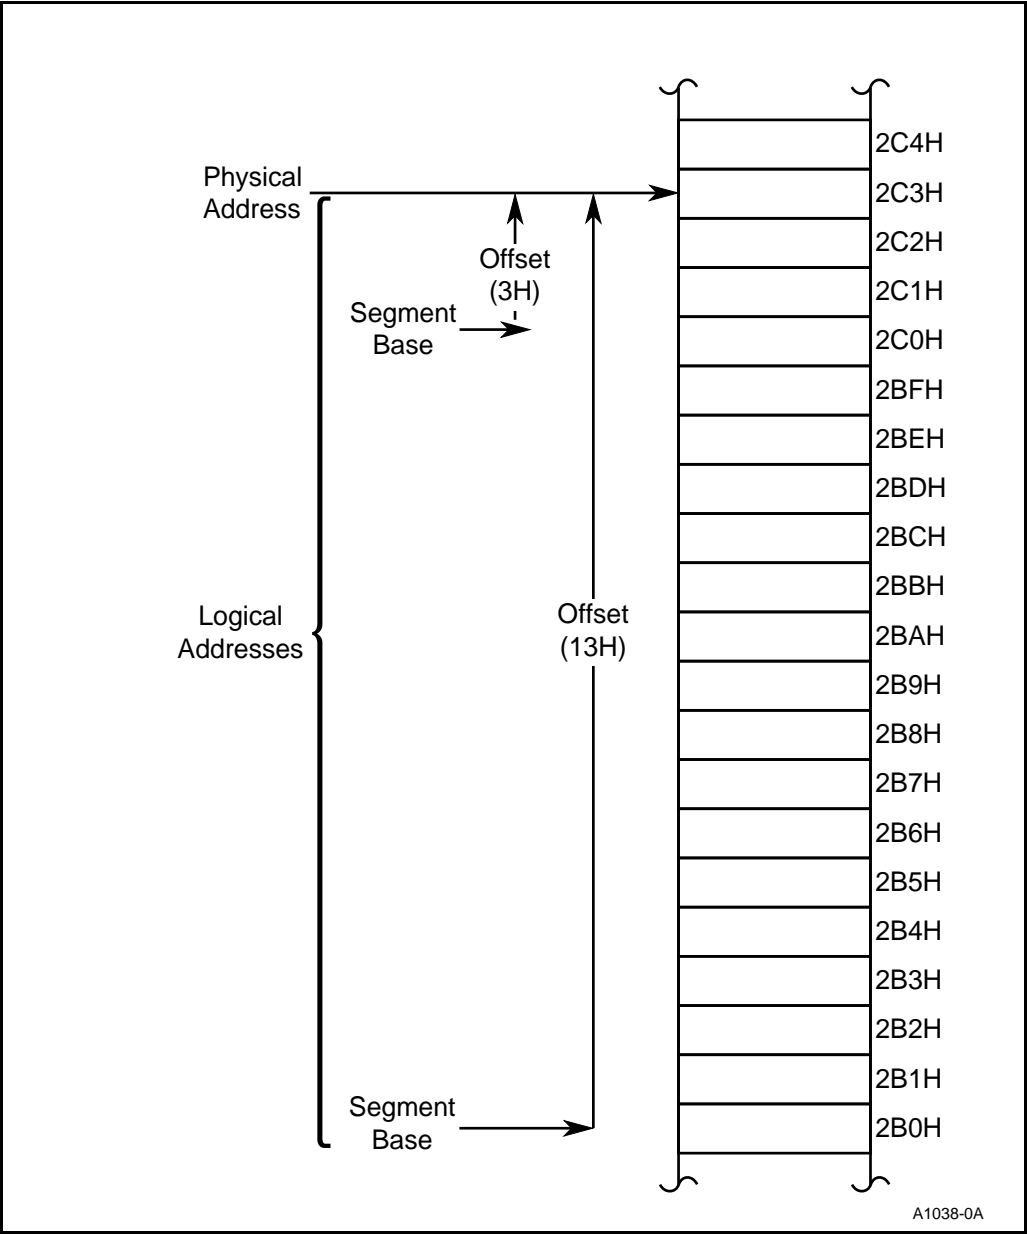 2C4H
Physical
Address
2C3H
2C2H
Offset
(3H)
2C1H
Segment
Base
2C0H
2BFH
2BEH
2BDH
2BCH
2BBH
Logical
Addresses
Offset
(13H)
2BAH
2B9H
2B8H
2B7H
2B6H
2B5H
2B4H
2B3H
2B2H
2B1H
Segment
Base
2B0H
A1038-0A